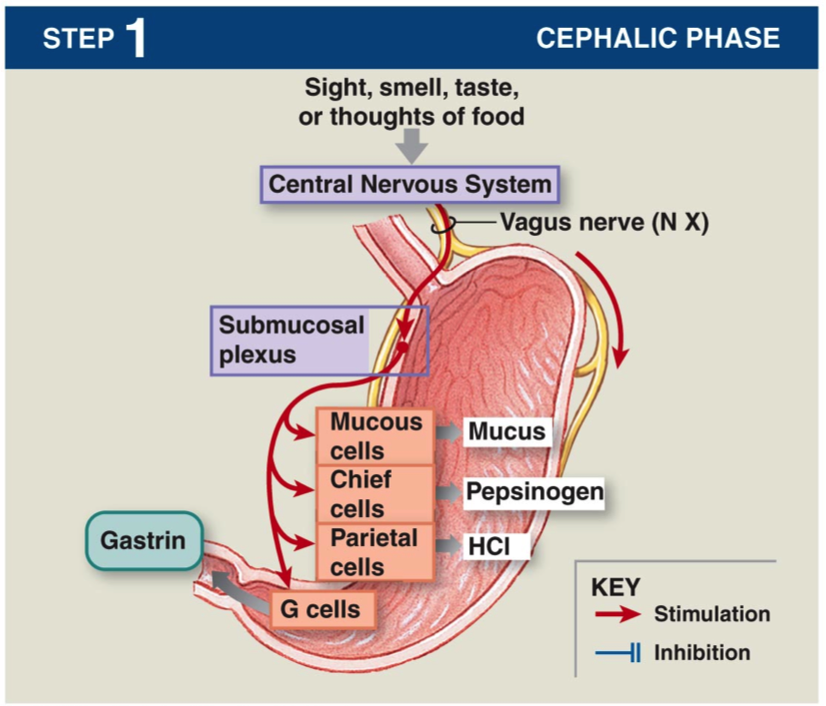 STEP 1
CEPHALIC PHASE
Sight, smell, taste,
or thoughts of food
Central Nervous System
Vagus nerve (N X)
Submucosal
plexus
Mucous
cells
Mucus
Chief
cells
Pepsinogen
Parietal
cells
HCl
Gastrin
G cells
KEY
Stimulation
Inhibition